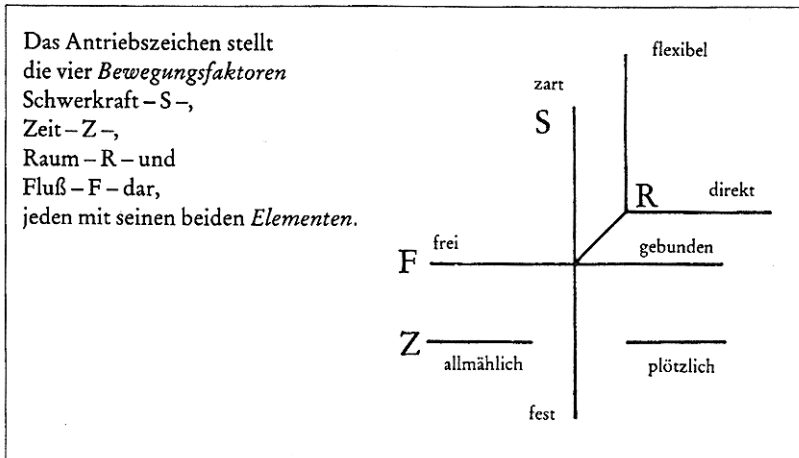 Das Antriebszeichen stellt
die vier Bewegungsfaktoren
Schwerkraft – S –,
Zeit – Z –,
Raum – R – und
Fluß – F – dar,
jeden mit seinen beiden Elementen.
flexibel
zart
S
R
direkt
F
frei
gebunden
Z
allmählich
plötzlich
fest